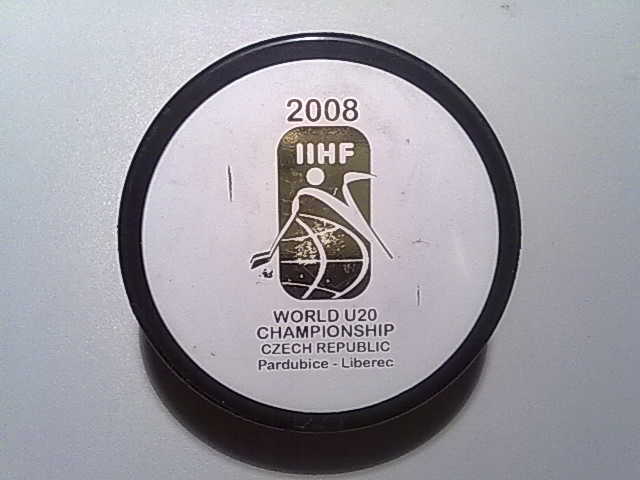 2008
IIHF
WORLD U20
CHAMPIONSHIP
CZECH REPUBLIC
Pardubice - Liberec